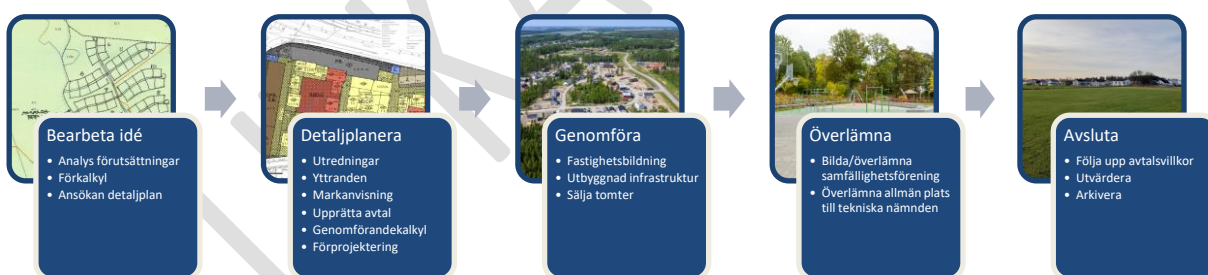 Bearbeta idé
• Analys förutsättningar
• Förkalkyl
• Ansökan detaljplan
Detaljplanera
• Utredningar
• Yttranden
• Markanvisning
• Upprätta avtal
• Genomförandekalkyl
• Förprojektering
Genomföra
• Fastighetsbildning
• Utbyggnad infrastruktur
• Sälja tomter
Överlämna
• Bilda/överlämna
samfällighetsförening
• Överlämna allmän plats
till tekniska nämnden
Avsluta
• Följa upp avtalsvillkor
• Utvärdera
• Arkivera